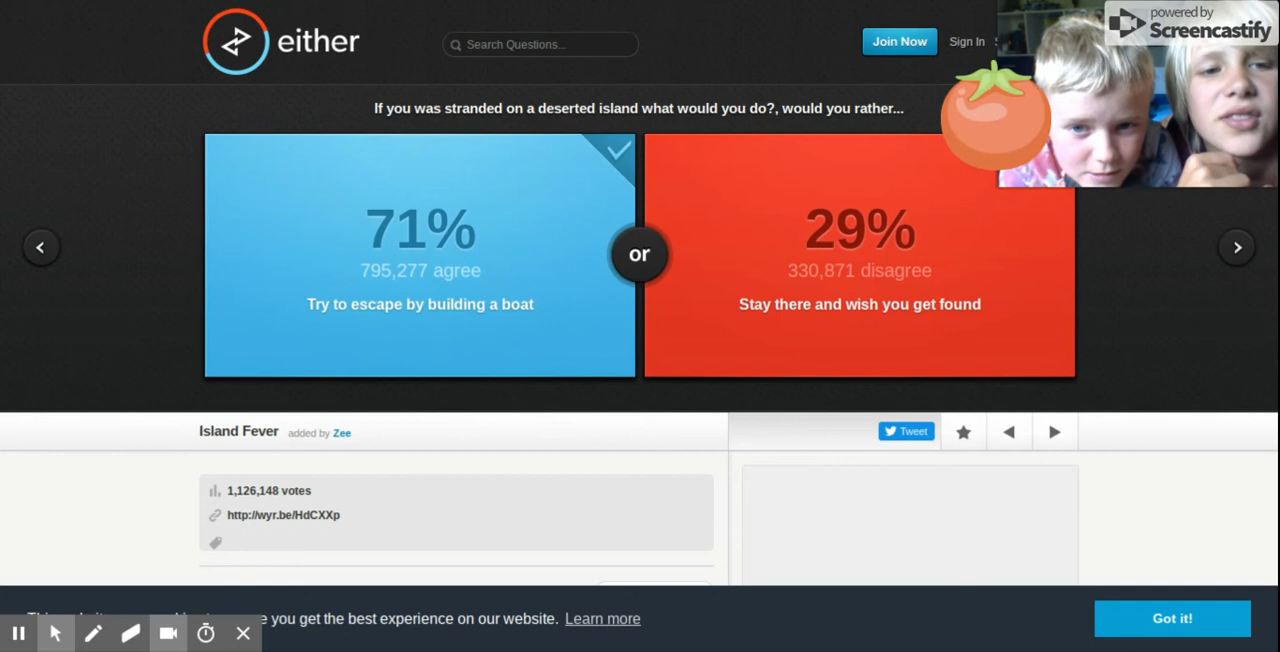 either
Search Questions...
Join Now
Sign In
powered by
Screencastify
If you was stranded on a deserted island what would you do?, would you rather...
71%
795,277 agree
Try to escape by building a boat
or
29%
330,871 disagree
Stay there and wish you get found
Island Fever added by Zee
Tweet
1,126,148 votes
http://wyr.be/HdCXXp
you get the best experience on our website. Learn more
Got it!